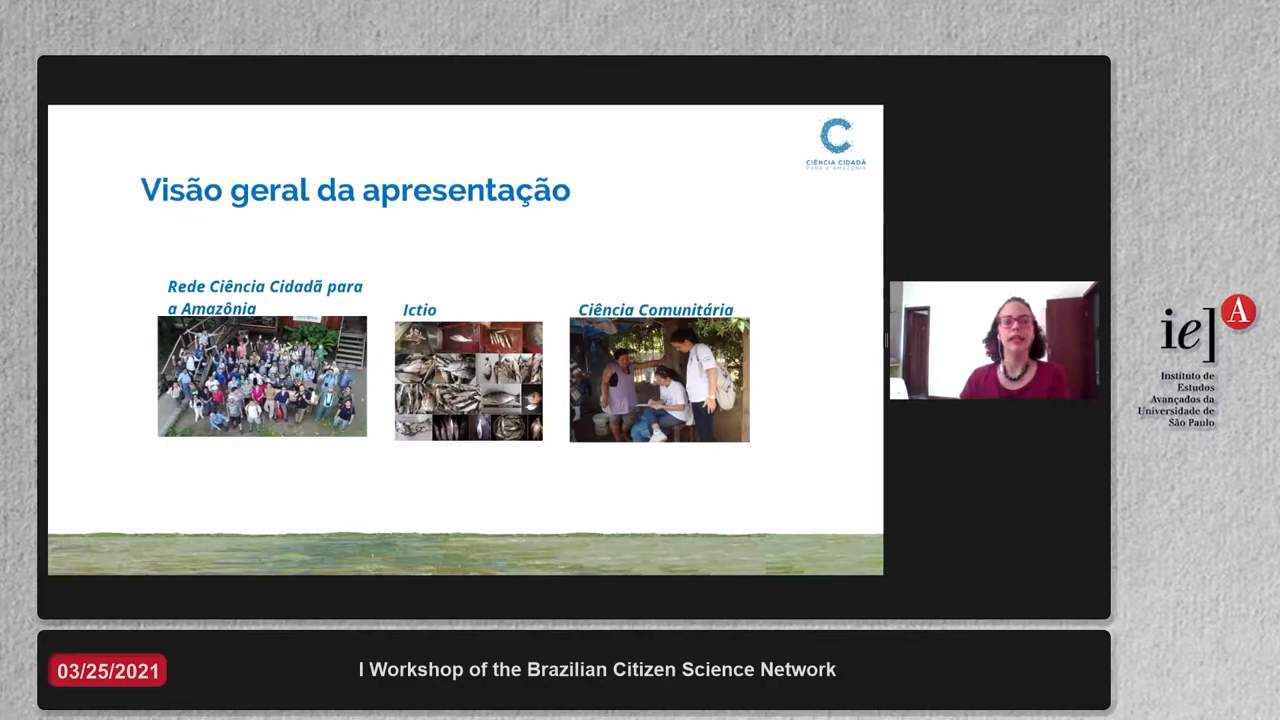 CIÊNCIA CIDADÃ
PARA A AMAZÔNIA
Visão geral da apresentação
Rede Ciência Cidadã para
a Amazônia
Ictio
Ciência Comunitária
ie]
A
Instituto de
Estudos
Avançados da
Universidade de
São Paulo
03/25/2021
I Workshop of the Brazilian Citizen Science Network